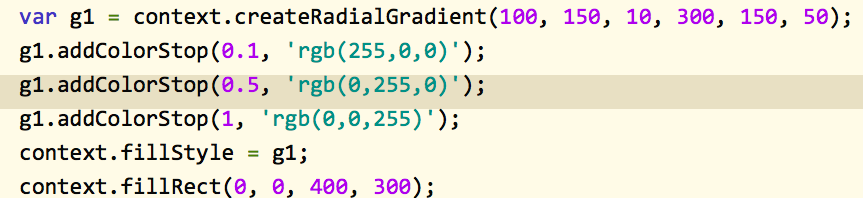 var g1 = context.createRadialGradient(100, 150, 10, 300, 150, 50);
g1.addColorStop(0.1, 'rgb(255,0,0)');
g1.addColorStop(0.5, 'rgb(0,255,0)');
g1.addColorStop(1, 'rgb(0,0,255)');
context.fillStyle = g1;
context.fillRect(0, 0, 400, 300);